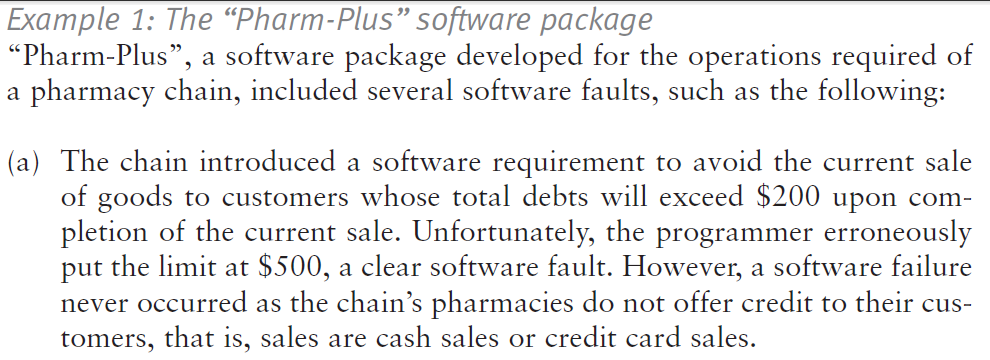 Example 1: The “Pharm-Plus” software package
“Pharm-Plus”, a software package developed for the operations required of
a pharmacy chain, included several software faults, such as the following:
(a) The chain introduced a software requirement to avoid the current sale
of goods to customers whose total debts will exceed $200 upon com-
pletion of the current sale. Unfortunately, the programmer erroneously
put the limit at $500, a clear software fault. However, a software failure
never occurred as the chain’s pharmacies do not offer credit to their cus-
tomers, that is, sales are cash sales or credit card sales.